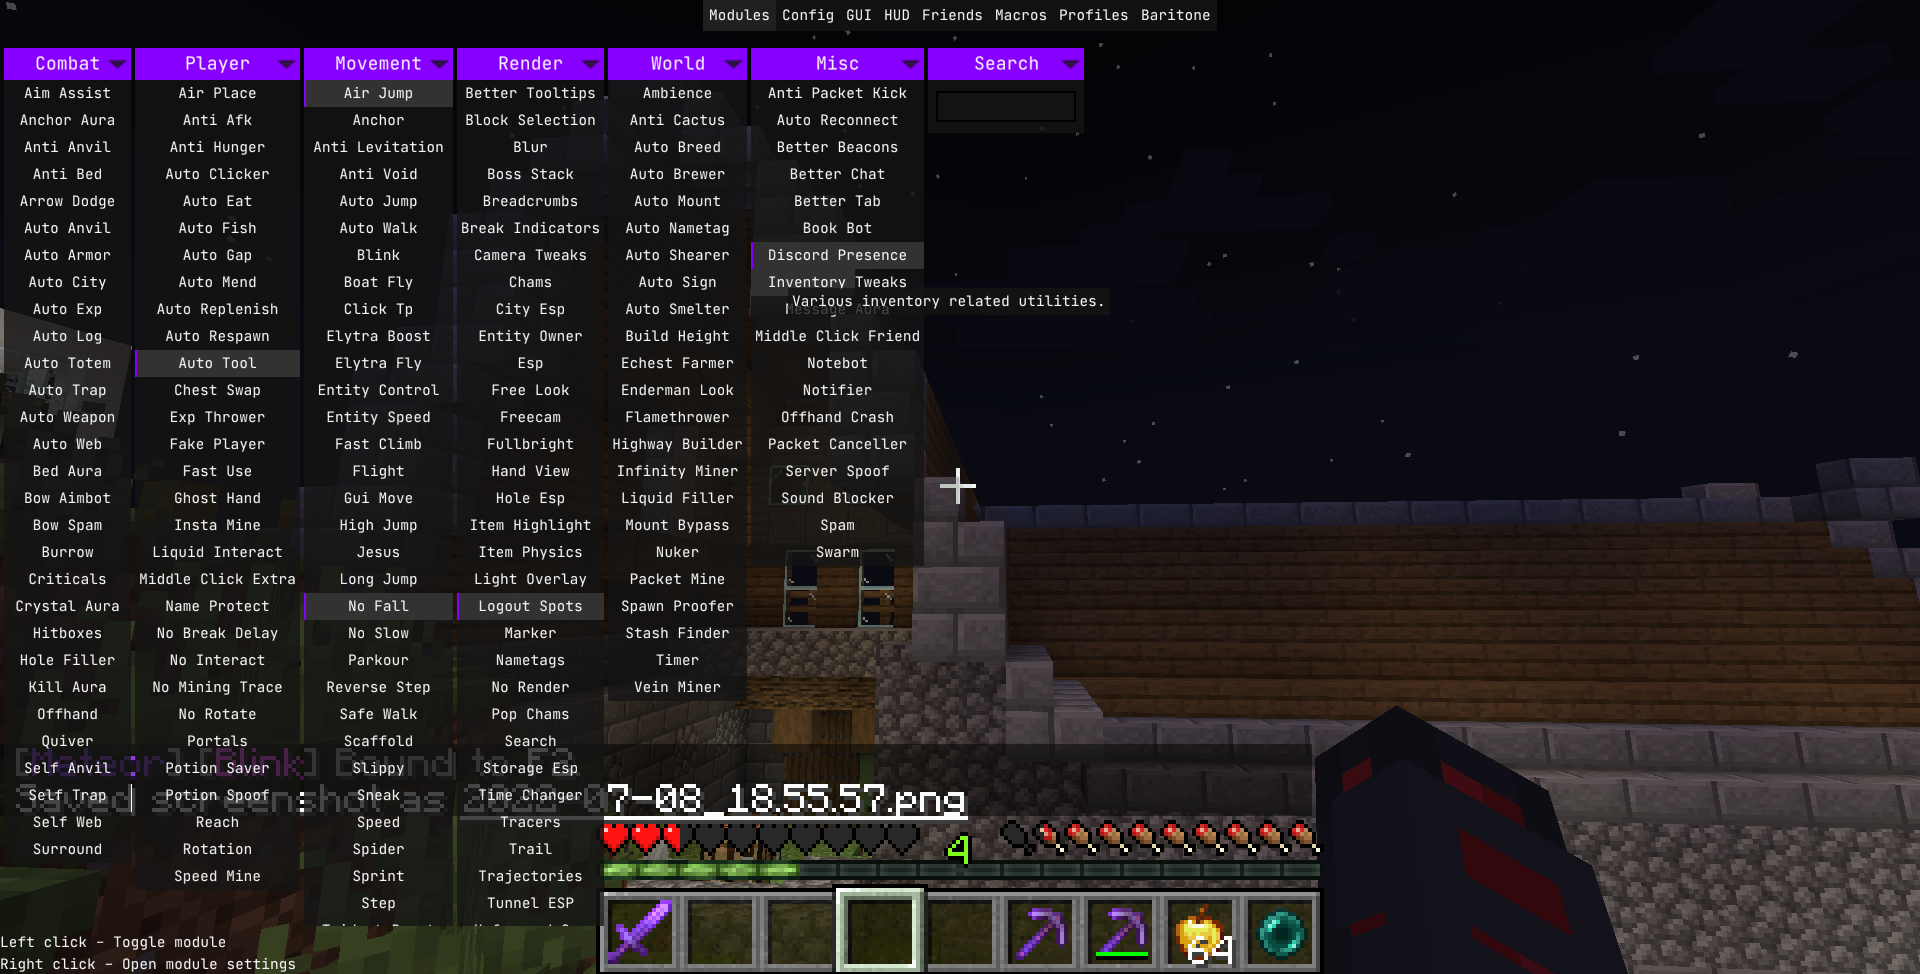 Modules Config GUI HUD Friends Macros Profiles Baritone
Combat
Aim Assist
Anchor Aura
Anti Anvil
Anti Bed
Arrow Dodge
Auto Anvil
Auto Armor
Auto City
Auto Exp
Auto Log
Auto Totem
Auto Trap
Auto Weapon
Auto Web
Bed Aura
Bow Aimbot
Bow Spam
Burrow
Criticals
Crystal Aura
Hitboxes
Hole Filler
Kill Aura
Offhand
Quiver
Self Anvil
Self Trap
Self Web
Surround
Player
Air Place
Anti Afk
Anti Hunger
Auto Clicker
Auto Eat
Auto Fish
Auto Gap
Auto Mend
Auto Replenish
Auto Respawn
Auto Tool
Chest Swap
Exp Thrower
Fake Player
Fast Use
Ghost Hand
Insta Mine
Liquid Interact
Middle Click Extra
Name Protect
No Break Delay
No Interact
No Mining Trace
No Rotate
Portals
Potion Saver
Potion Spoof
Reach
Rotation
Speed Mine
Movement
Air Jump
Anchor
Anti Levitation
Anti Void
Auto Jump
Auto Walk
Blink
Boat Fly
Click Tp
Elytra Boost
Elytra Fly
Entity Control
Entity Speed
Fast Climb
Flight
Gui Move
High Jump
Jesus
Long Jump
No Fall
No Slow
Parkour
Reverse Step
Safe Walk
Scaffold
Slippy
Sneak
Speed
Spider
Sprint
Step
Render
Better Tooltips
Block Selection
Blur
Boss Stack
Breadcrumbs
Break Indicators
Camera Tweaks
Chams
City Esp
Entity Owner
Esp
Free Look
Freecam
Fullbright
Hand View
Hole Esp
Item Highlight
Item Physics
Light Overlay
Logout Spots
Marker
Nametags
No Render
Pop Chams
Search
Storage Esp
Time Changer
Tracers
Trail
Trajectories
Tunnel ESP
World
Ambience
Anti Cactus
Auto Breed
Auto Brewer
Auto Mount
Auto Nametag
Auto Shearer
Auto Sign
Auto Smelter
Build Height
Echest Farmer
Enderman Look
Flamethrower
Highway Builder
Infinity Miner
Liquid Filler
Mount Bypass
Nuker
Packet Mine
Spawn Proofer
Stash Finder
Timer
Vein Miner
Misc
Anti Packet Kick
Auto Reconnect
Better Beacons
Better Chat
Better Tab
Book Bot
Discord Presence
Inventory Tweaks
Various inventory related utilities.
Message Aura
Middle Click Friend
Notebot
Notifier
Offhand Crash
Packet Canceller
Server Spoof
Sound Blocker
Spam
Swarm
Search
[Meteor] [Blink] Bound to
Saved screenshot as 7-08_18.55.57.png
4
64
Left click - Toggle module
Right click - Open module settings